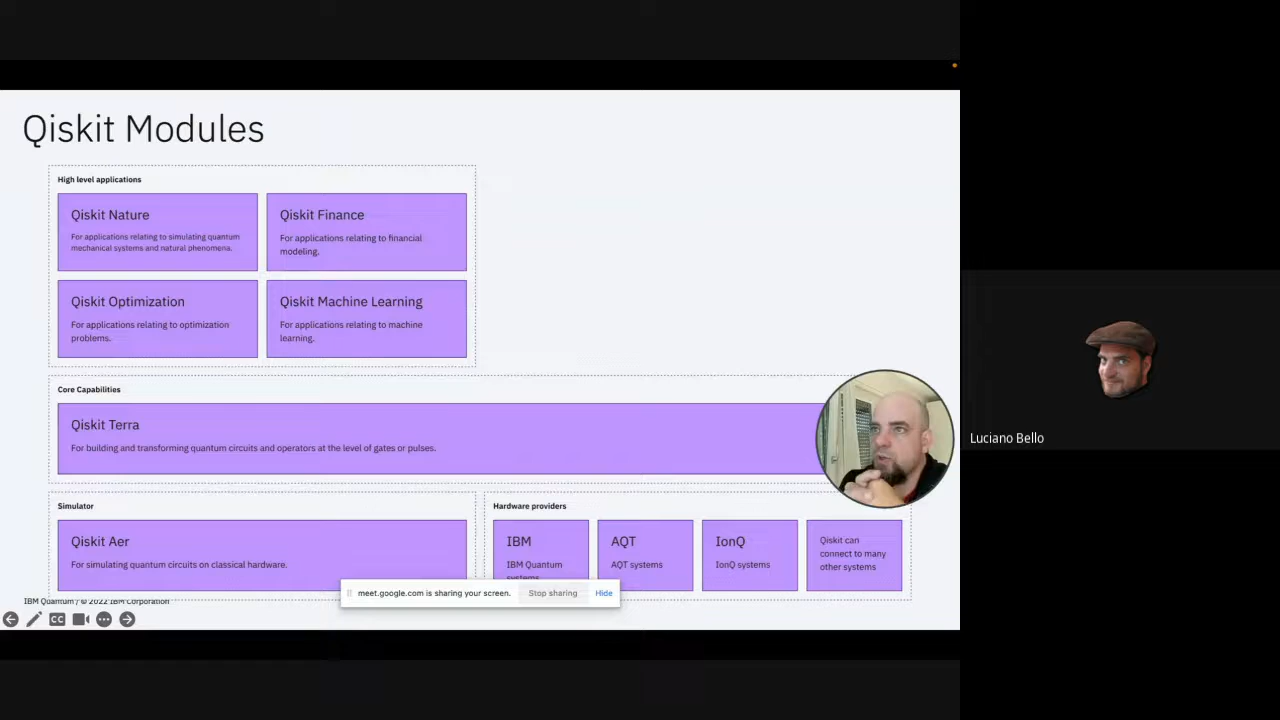 Qiskit Modules
High level applications
Qiskit Nature
For applications relating to simulating quantum
mechanical systems and natural phenomena.
Qiskit Finance
For applications relating to financial
modeling.
Qiskit Optimization
For applications relating to optimization
problems.
Qiskit Machine Learning
For applications relating to machine
learning.
Core Capabilities
Qiskit Terra
For building and transforming quantum circuits and operators at the level of gates or pulses.
Simulator
Qiskit Aer
For simulating quantum circuits on classical hardware.
Hardware providers
IBM
IBM Quantum
systems
AQT
AQT systems
IonQ
IonQ systems
Qiskit can
connect to many
other systems
meet.google.com is sharing your screen.
Stop sharing
Hide
IBM Quantum / © 2022 IBM Corporation
CC
Luciano Bello